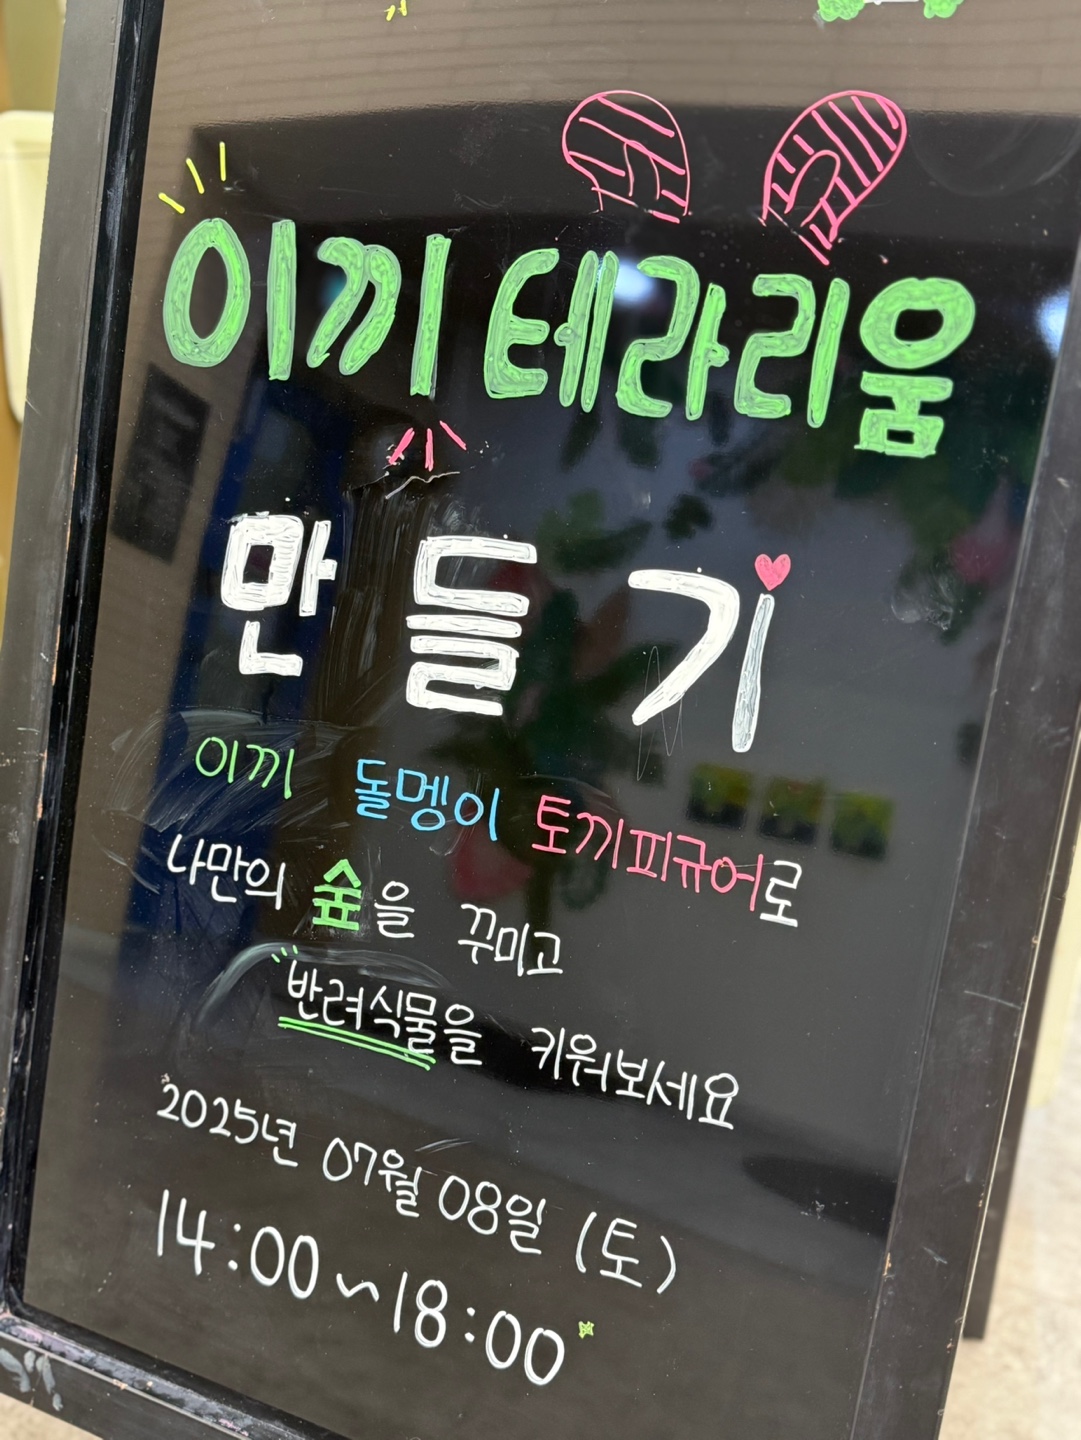 이끼 테라리움
만들기
이끼 돌멩이 토끼피규어로
나만의 숲을 꾸미고
반려식물을 키워보세요
2025년 07월 08일 (토)
14:00~18:00